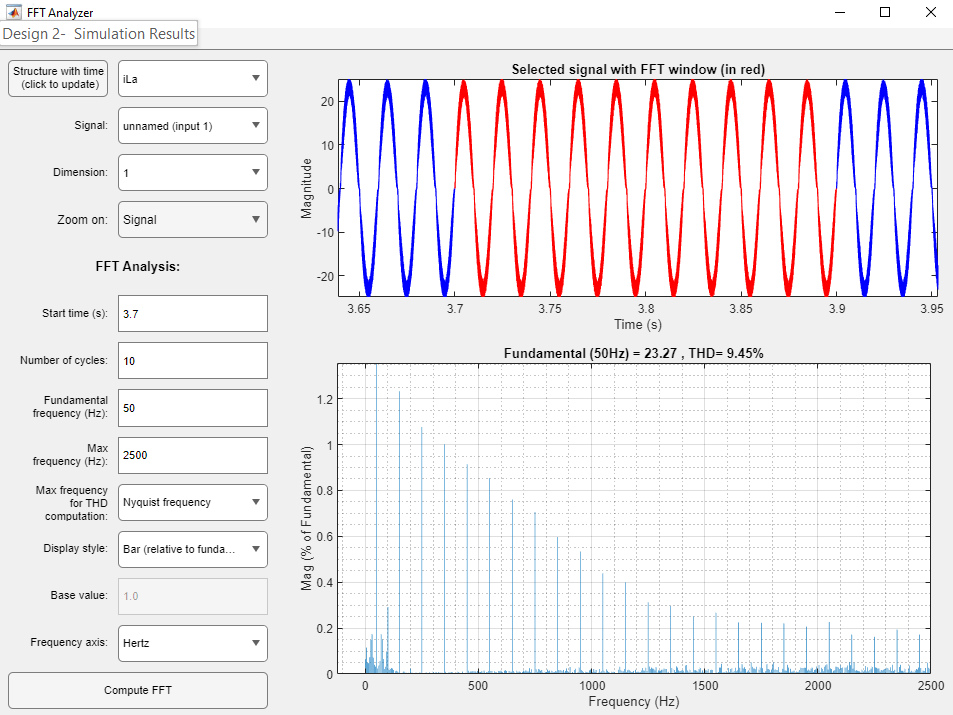 FFT Analyzer
Design 2-  Simulation Results
Structure with time
(click to update)
iLa
Signal:
unnamed (input 1)
Dimension:
1
Zoom on:
Signal
FFT Analysis:
Start time (s):
3.7
Number of cycles:
10
Fundamental
frequency (Hz):
50
Max
frequency (Hz):
2500
Max frequency
for THD
computation:
Nyquist frequency
Display style:
Bar (relative to funda...
Base value:
1.0
Frequency axis:
Hertz
Compute FFT
Selected signal with FFT window (in red)
Magnitude
20
10
0
-10
-20
3.65
3.7
3.75
3.8
3.85
3.9
3.95
Time (s)
Fundamental (50Hz) = 23.27 , THD= 9.45%
Mag (% of Fundamental)
1.2
1
0.8
0.6
0.4
0.2
0
0
500
1000
1500
2000
2500
Frequency (Hz)